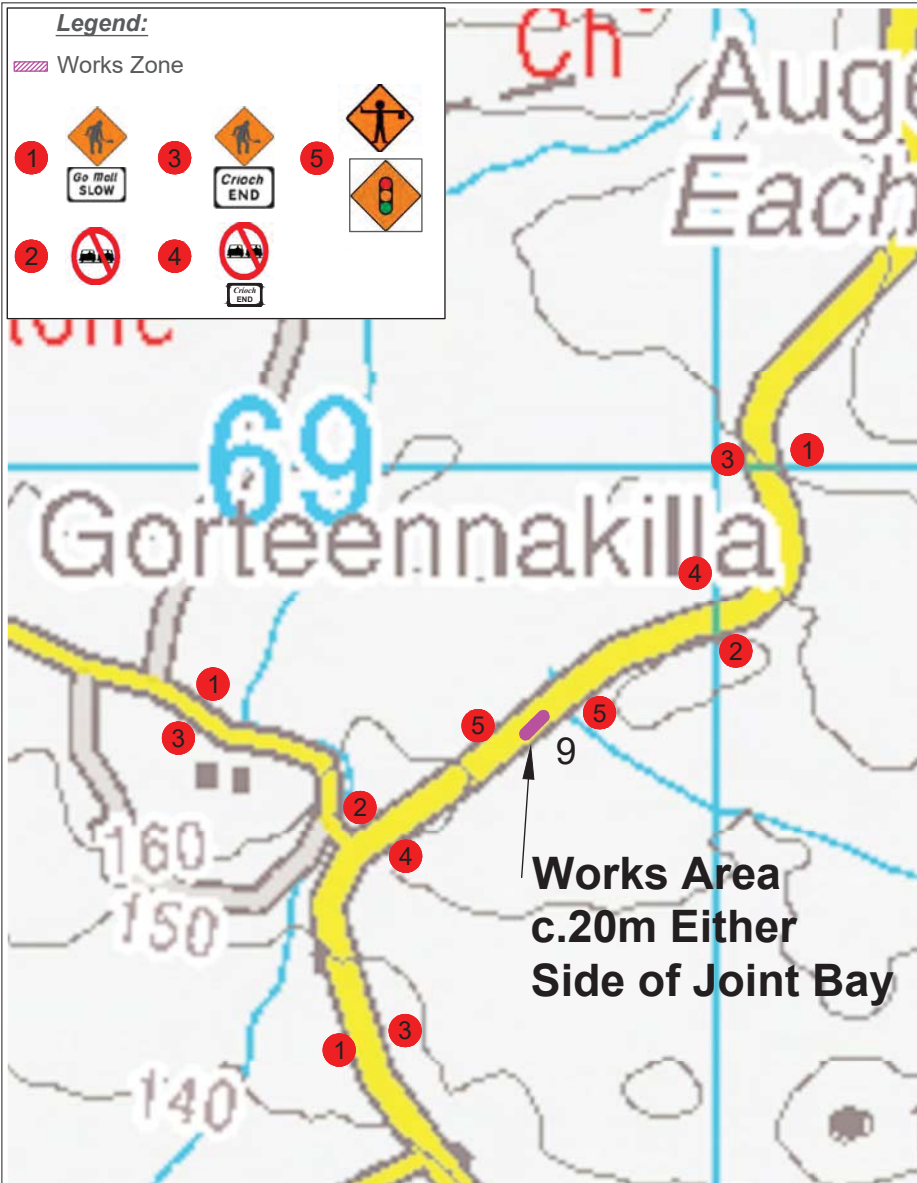 Legend:
Works Zone
1
Go Mall
SLOW
3
Crioch
END
5
2
4
Crioch
END
Ch
Auge
Each
69
3
1
Gorteennakilla
4
2
1
3
5
5
9
2
4
160
150
Works Area
c.20m Either
Side of Joint Bay
1
3
140